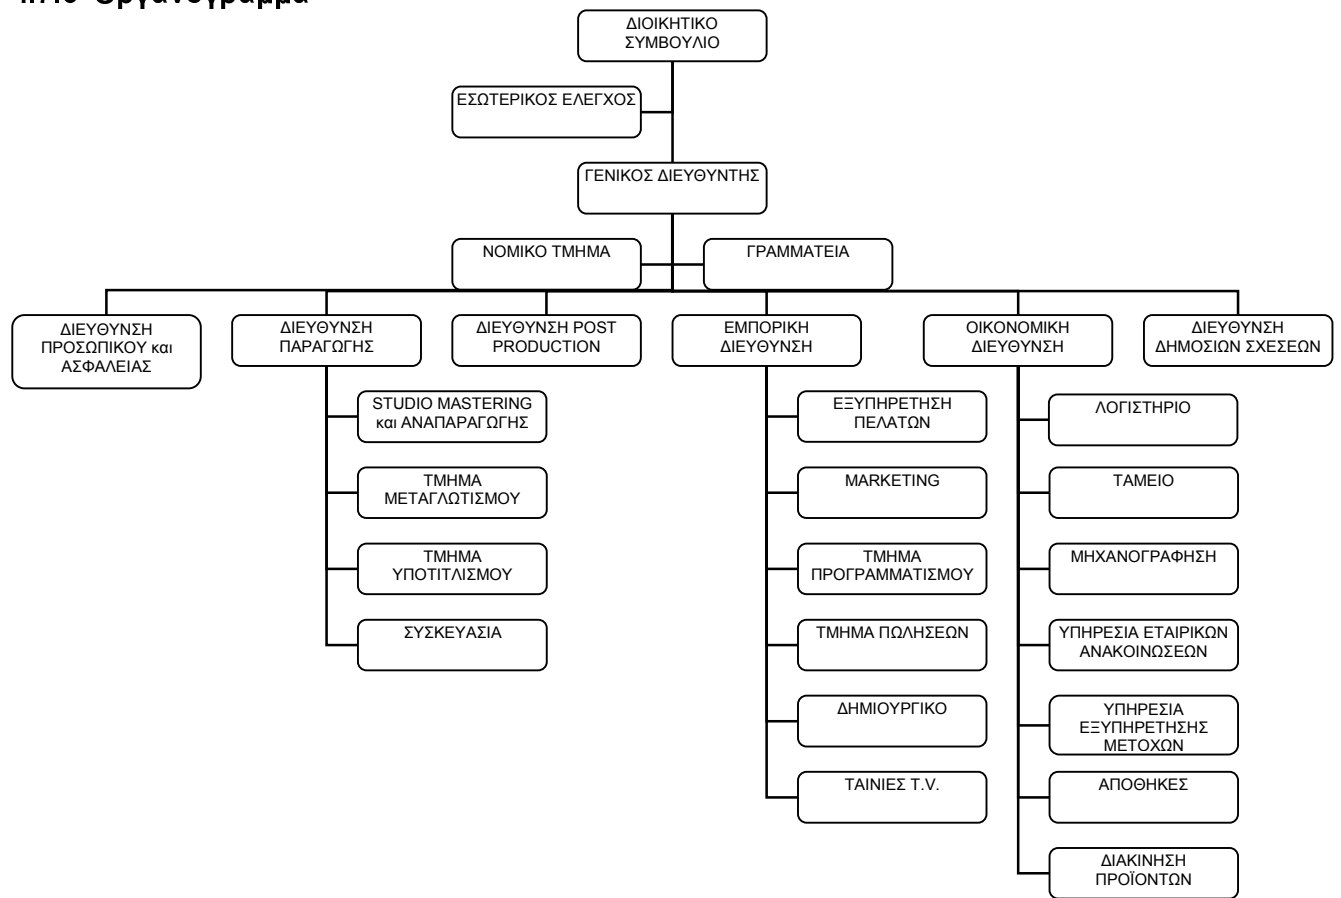 Οργανόγραμμα
ΔΙΟΙΚΗΤΙΚΟ
ΣΥΜΒΟΥΛΙΟ
ΕΣΩΤΕΡΙΚΟΣ ΕΛΕΓΧΟΣ
ΓΕΝΙΚΟΣ ΔΙΕΥΘΥΝΤΗΣ
ΝΟΜΙΚΟ ΤΜΗΜΑ
ΓΡΑΜΜΑΤΕΙΑ
ΔΙΕΥΘΥΝΣΗ
ΠΡΟΣΩΠΙΚΟΥ και
ΑΣΦΑΛΕΙΑΣ
ΔΙΕΥΘΥΝΣΗ
ΠΑΡΑΓΩΓΗΣ
ΔΙΕΥΘΥΝΣΗ POST
PRODUCTION
ΕΜΠΟΡΙΚΗ
ΔΙΕΥΘΥΝΣΗ
ΟΙΚΟΝΟΜΙΚΗ
ΔΙΕΥΘΥΝΣΗ
ΔΙΕΥΘΥΝΣΗ
ΔΗΜΟΣΙΩΝ ΣΧΕΣΕΩΝ
STUDIO MASTERING
και ΑΝΑΠΑΡΑΓΩΓΗΣ
ΤΜΗΜΑ
ΜΕΤΑΓΛΩΤΙΣΜΟΥ
ΤΜΗΜΑ
ΥΠΟΤΙΤΛΙΣΜΟΥ
ΣΥΣΚΕΥΑΣΙΑ
ΕΞΥΠΗΡΕΤΗΣΗ
ΠΕΛΑΤΩΝ
MARKETING
ΤΜΗΜΑ
ΠΡΟΓΡΑΜΜΑΤΙΣΜΟΥ
ΤΜΗΜΑ ΠΩΛΗΣΕΩΝ
ΔΗΜΙΟΥΡΓΙΚΟ
ΤΑΙΝΙΕΣ T.V.
ΛΟΓΙΣΤΗΡΙΟ
ΤΑΜΕΙΟ
ΜΗΧΑΝΟΓΡΑΦΗΣΗ
ΥΠΗΡΕΣΙΑ ΕΤΑΙΡΙΚΩΝ
ΑΝΑΚΟΙΝΩΣΕΩΝ
ΥΠΗΡΕΣΙΑ
ΕΞΥΠΗΡΕΤΗΣΗΣ
ΜΕΤΟΧΩΝ
ΑΠΟΘΗΚΕΣ
ΔΙΑΚΙΝΗΣΗ
ΠΡΟΪΟΝΤΩΝ